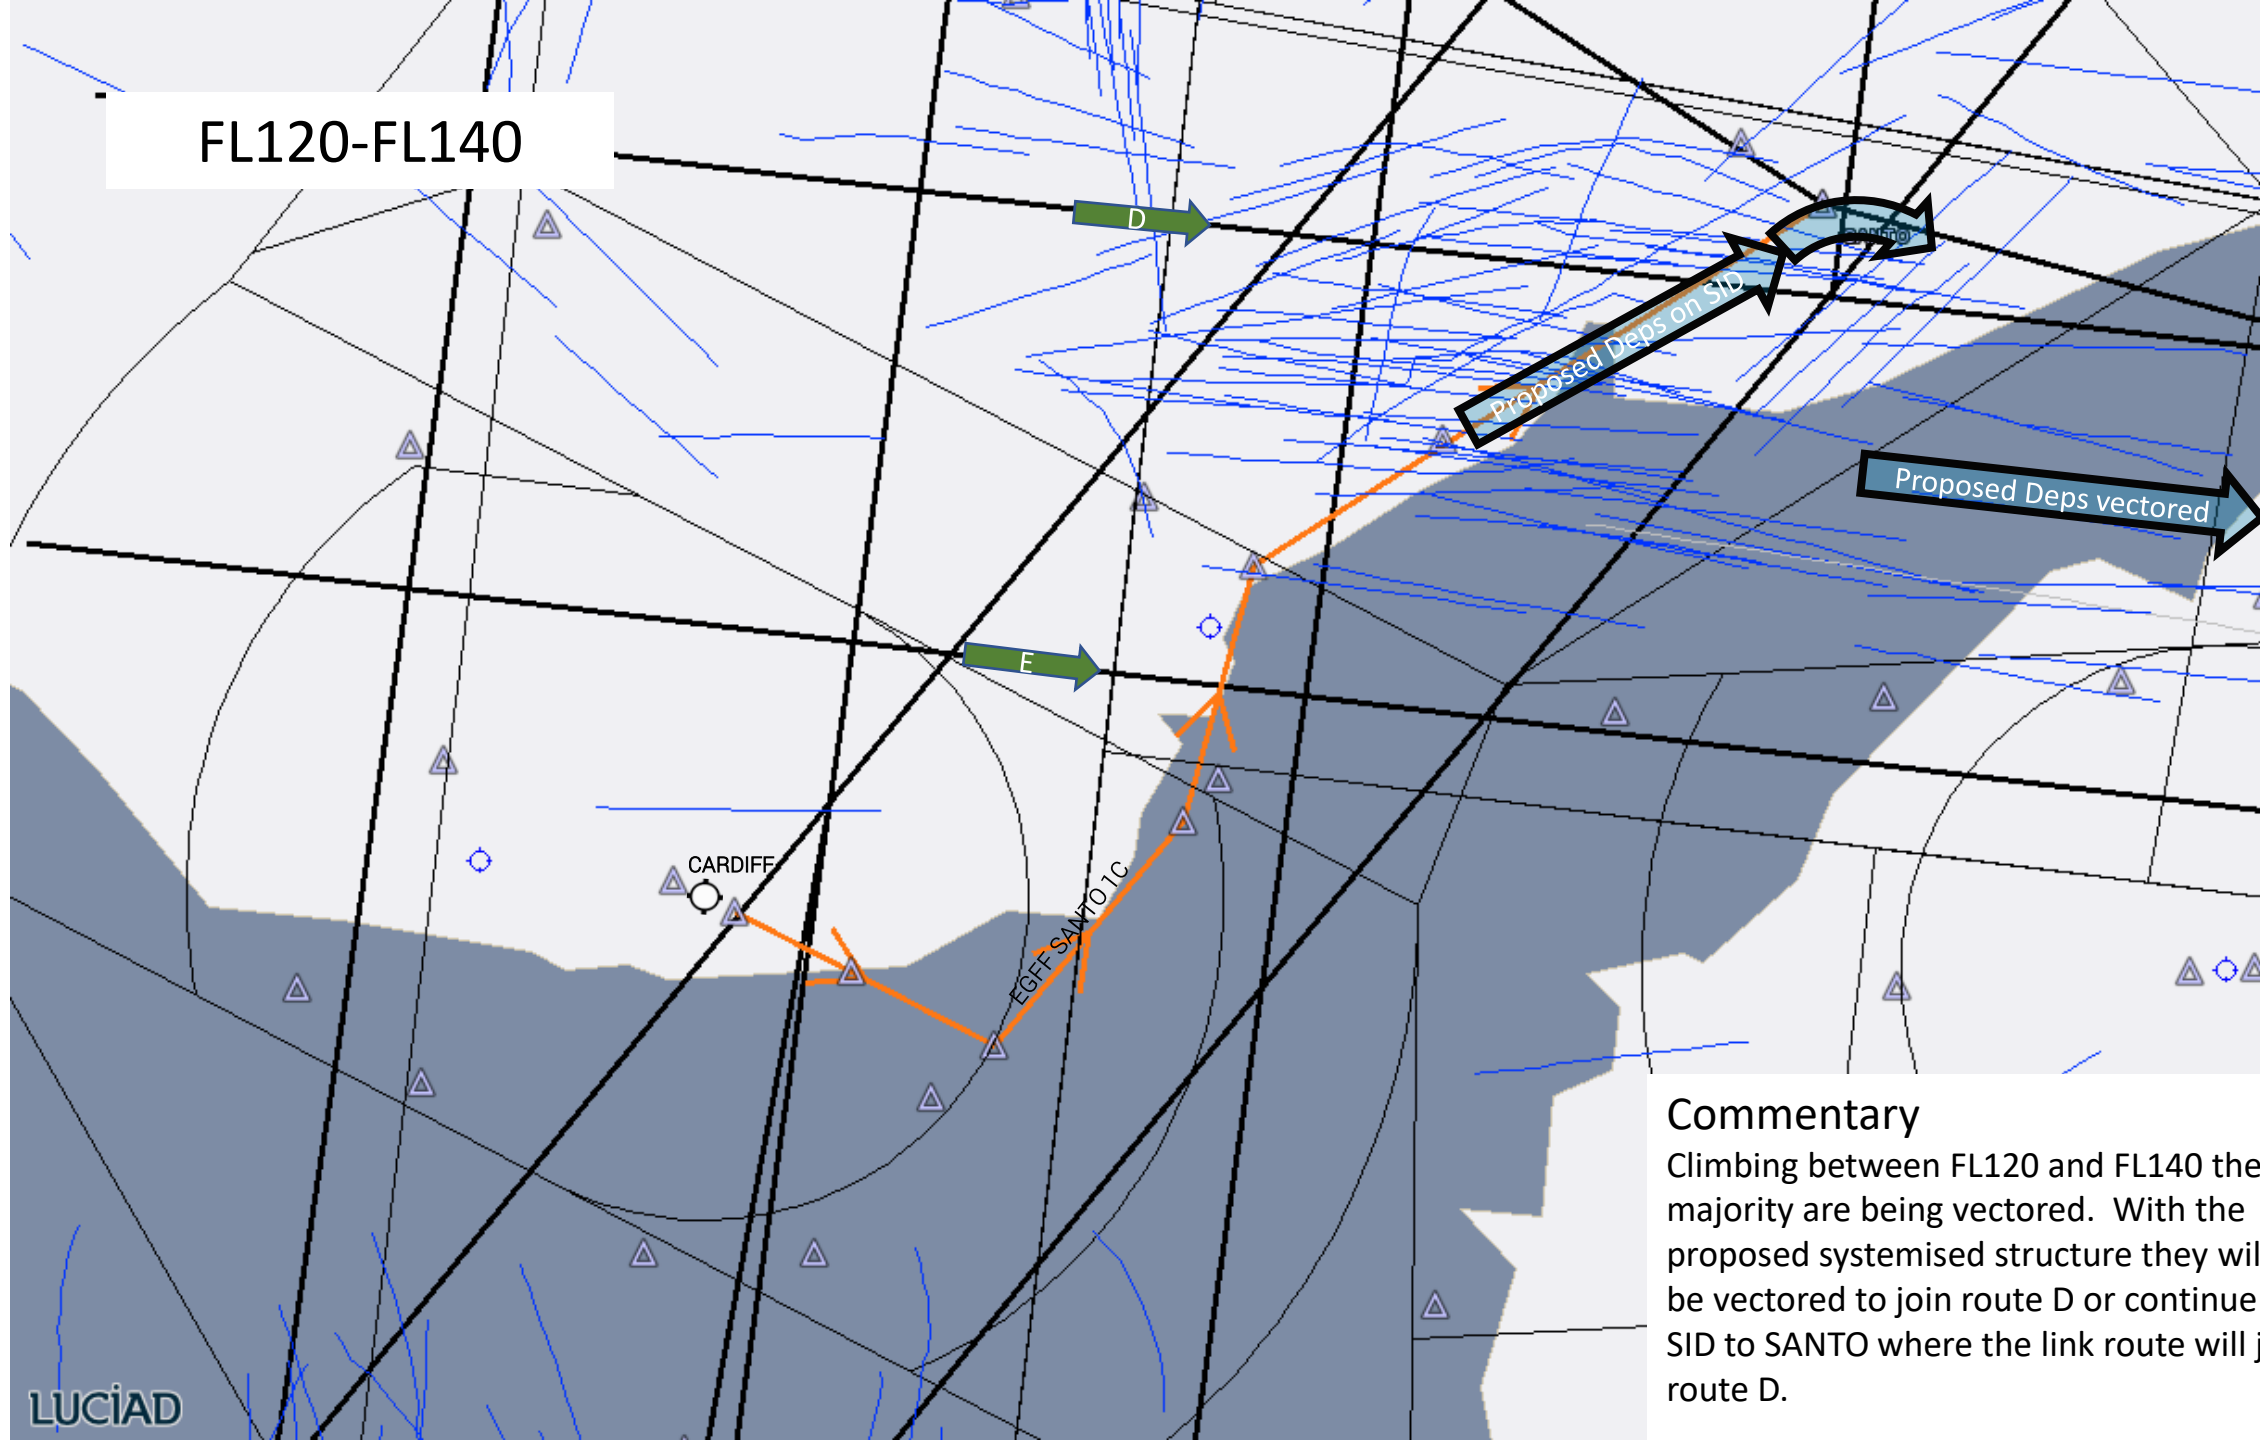 FL120-FL140
D
SANTO
Proposed Deps on SID
Proposed Deps vectored
E
CARDIFF
EGFF SANTO 1C
Commentary
Climbing between FL120 and FL140 the
majority are being vectored. With the
proposed systemised structure they wil
be vectored to join route D or continue
SID to SANTO where the link route will j
route D.
LUCiAD